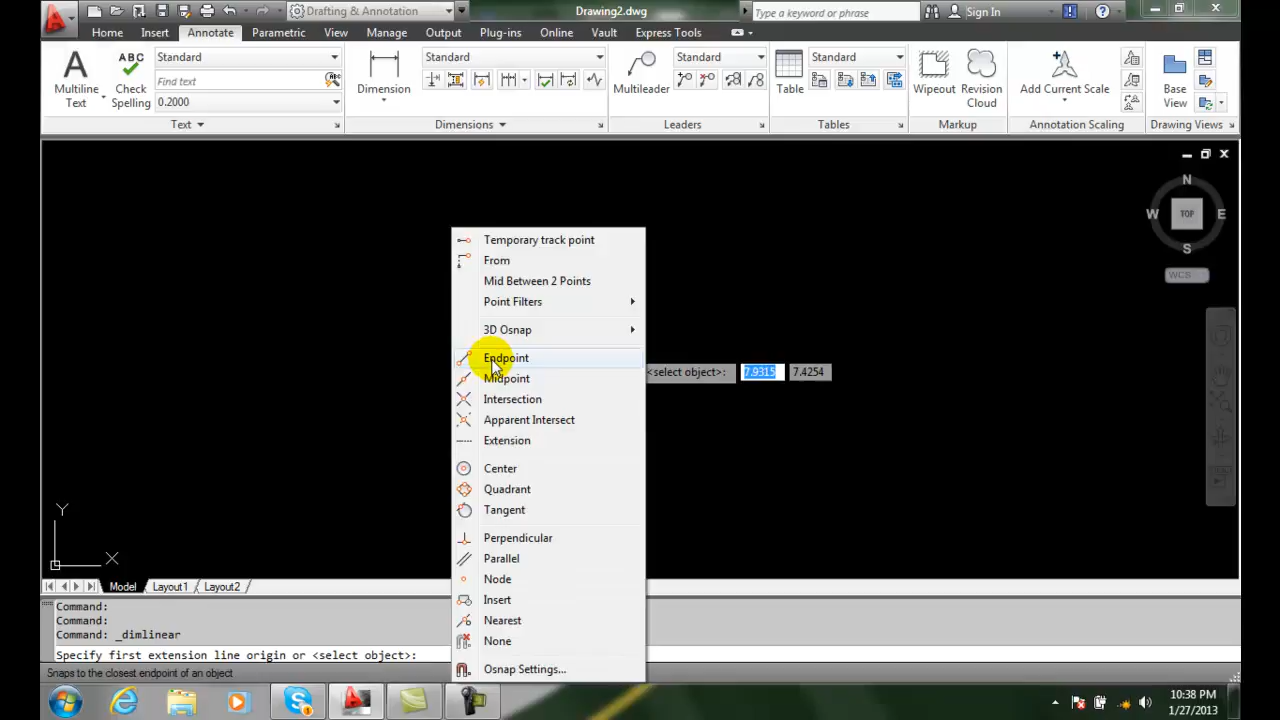 Drafting & Annotation
Drawing2.dwg
Type a keyword or phrase
Sign In
Home
Insert
Annotate
Parametric
View
Manage
Output
Plug-ins
Online
Vault
Express Tools
Multiline
Text
ABC
Check
Spelling
Standard
Find text
0.2000
Text
Dimension
Standard
Dimensions
Multileader
Standard
Leaders
Table
Standard
Tables
Wipeout
Revision
Cloud
Markup
Add Current Scale
Annotation Scaling
Base
View
Drawing Views
N
W
TOP
E
S
WCS
Temporary track point
From
Mid Between 2 Points
Point Filters
3D Osnap
Endpoint
Midpoint
Intersection
Apparent Intersect
Extension
Center
Quadrant
Tangent
Perpendicular
Parallel
Node
Insert
Nearest
None
Osnap Settings...
<select object>:
7.9315
7.4254
Y
X
Model
Layout1
Layout2
Command:
Command:
Command: _dimlinear
Specify first extension line origin or <select object>:
Snaps to the closest endpoint of an object
10:38 PM
1/27/2013